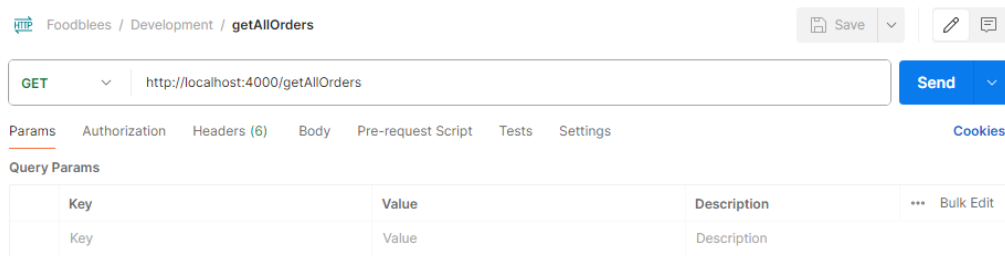 HTTP Foodblees / Development / getAllOrders Save
GET http://localhost:4000/getAllOrders Send
Params Authorization Headers (6) Body Pre-request Script Tests Settings Cookies
Query Params
Key Value Description ••• Bulk Edit
Key Value Description